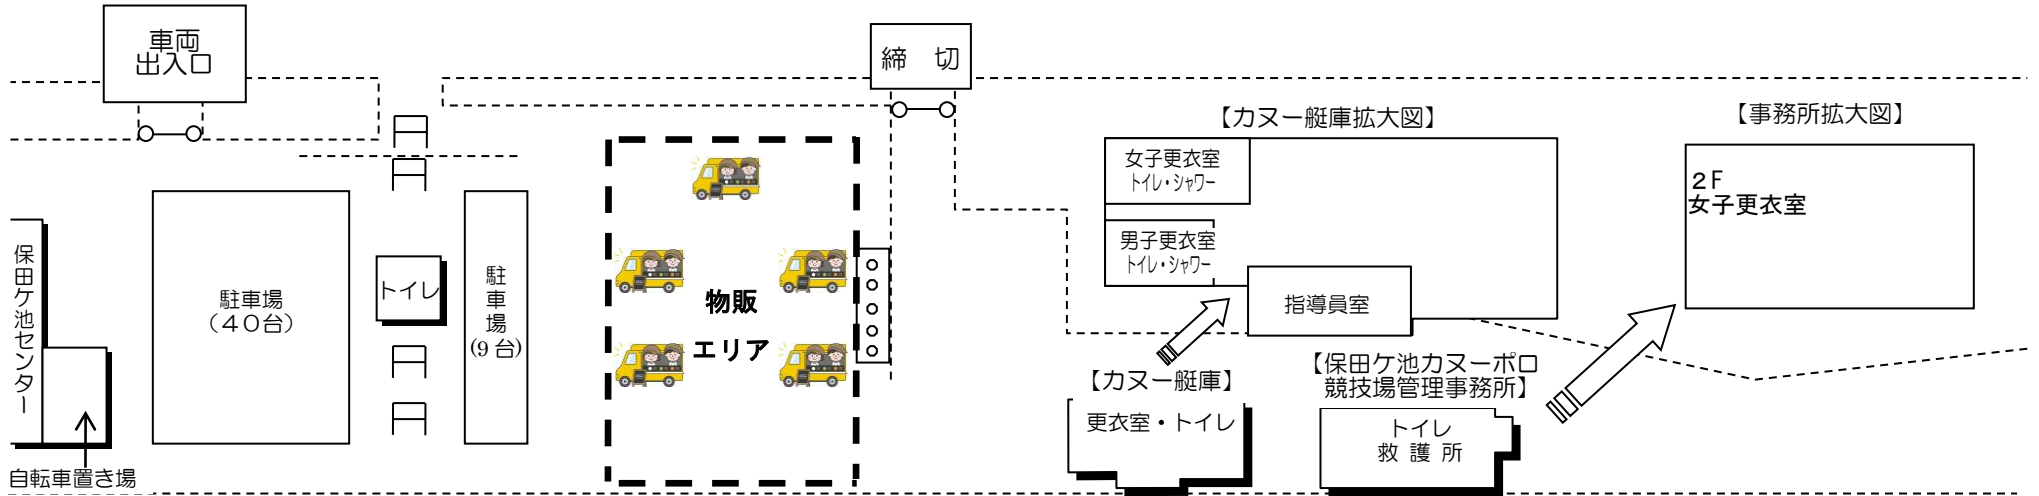 車両
出入口
締 切
【カヌー艇庫拡大図】
【事務所拡大図】
女子更衣室
トイレ・シャワー
男子更衣室
トイレ・シャワー
指導員室
２Ｆ
女子更衣室
保田ケ池センター
駐車場
（４０台）
トイレ
駐車場
(9 台)
物販
エリア
【カヌー艇庫】
更衣室・トイレ
【保田ケ池カヌーポロ
競技場管理事務所】
トイレ
救 護 所
自転車置き場